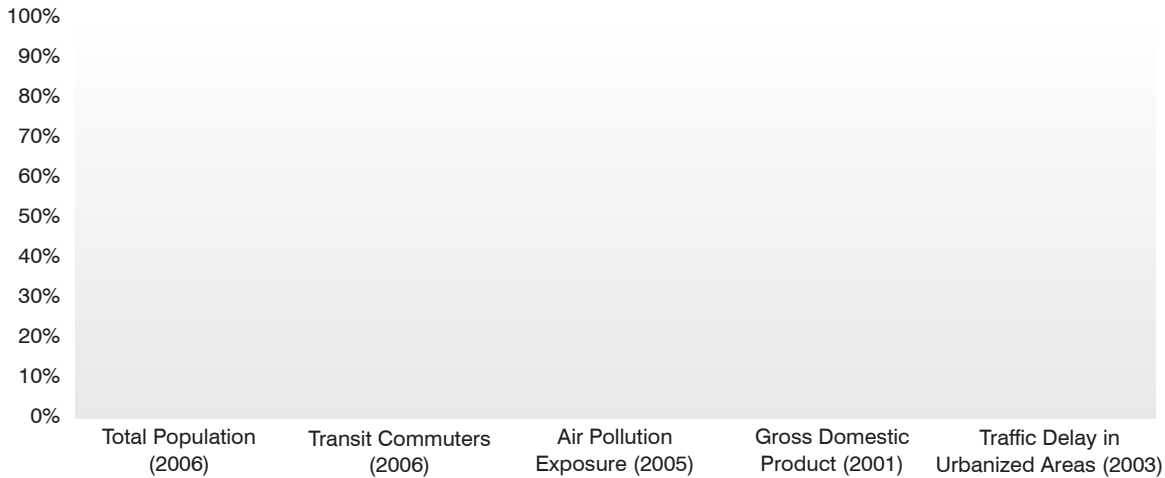 100%
90%
80%
70%
60%
50%
40%
30%
20%
10%
0%
Total Population
(2006)
Transit Commuters
(2006)
Air Pollution
Exposure (2005)
Gross Domestic
Product (2001)
Traffic Delay in
Urbanized Areas (2003)